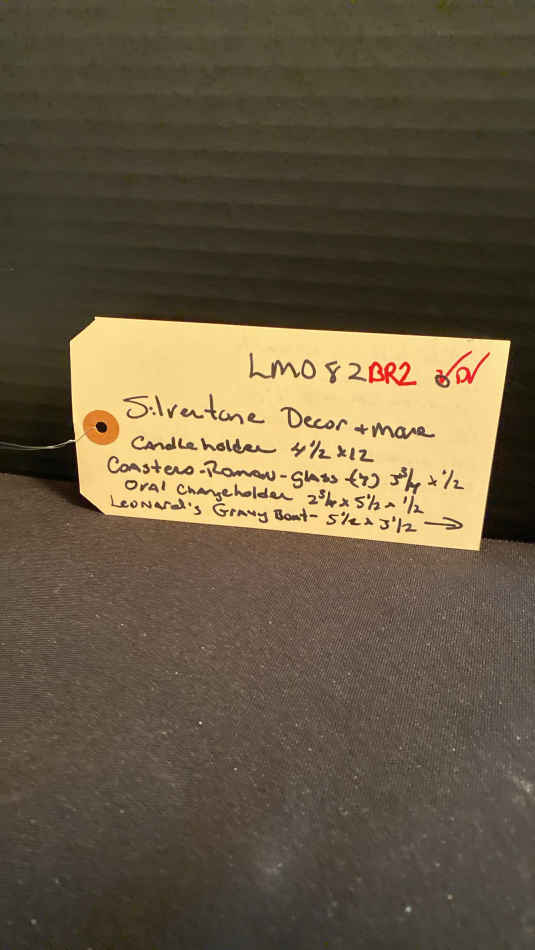 LM082BR2
Silvertone Decor + more
Candleholder 4 1/2 x 12
Coasters-Roman-glass (4) 3 3/4 x 1/2
Oval Changeholder 2 3/4 x 5 1/2 x 1/2
Leonard's Gravy Boat- 5 1/2 x 3 1/2 →